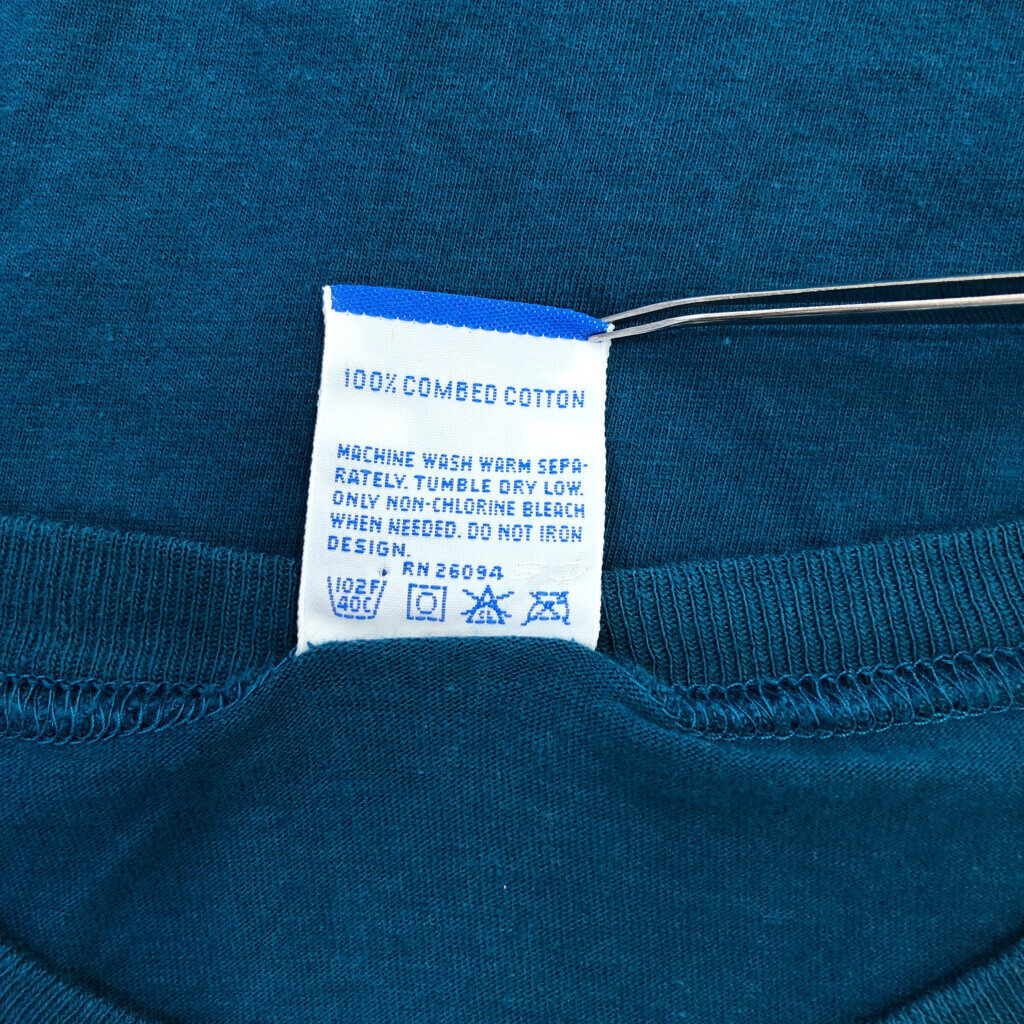 100% COMBED COTTON
MACHINE WASH WARM SEPA-
RATELY. TUMBLE DRY LOW.
ONLY NON-CHLORINE BLEACH
WHEN NEEDED. DO NOT IRON
DESIGN.
RN 26094
102F
40C
CL